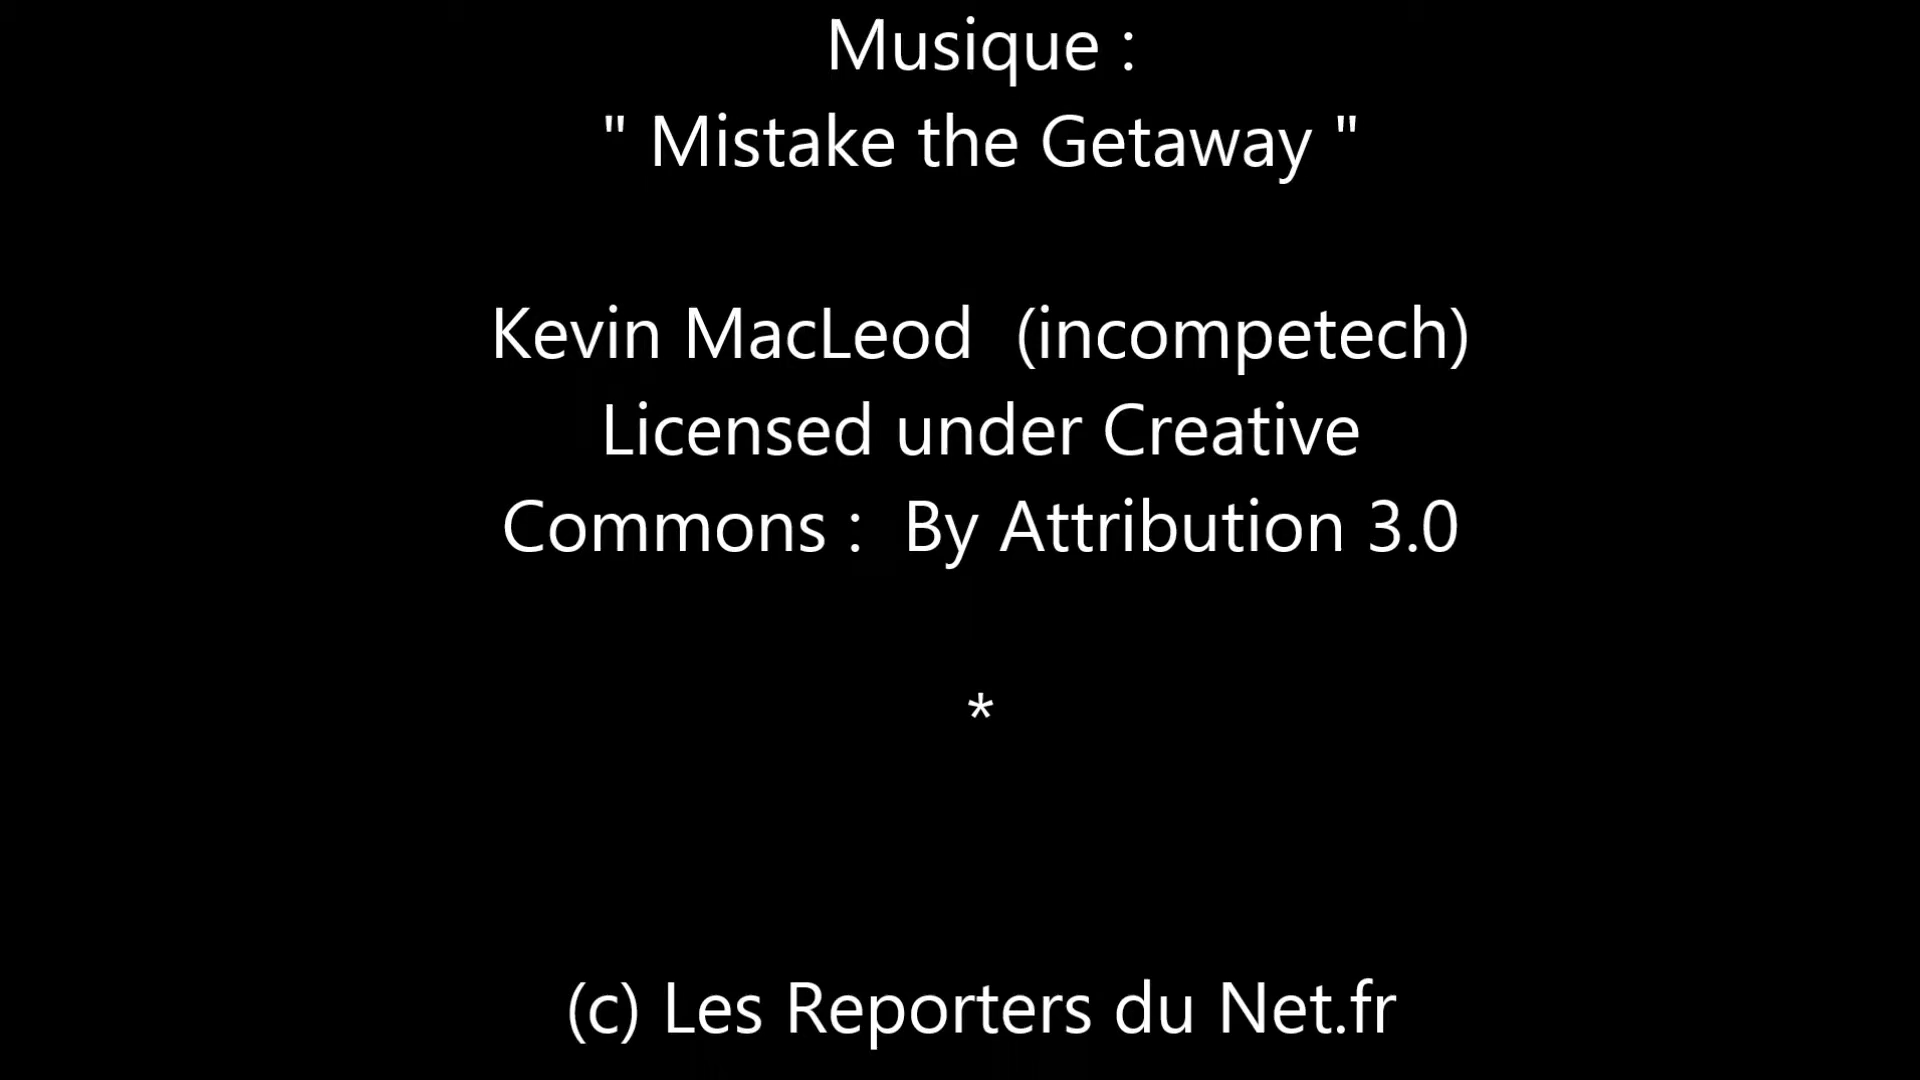 Musique :
" Mistake the Getaway "
Kevin MacLeod  (incompetech)
Licensed under Creative
Commons :  By Attribution 3.0
*
(c) Les Reporters du Net.fr